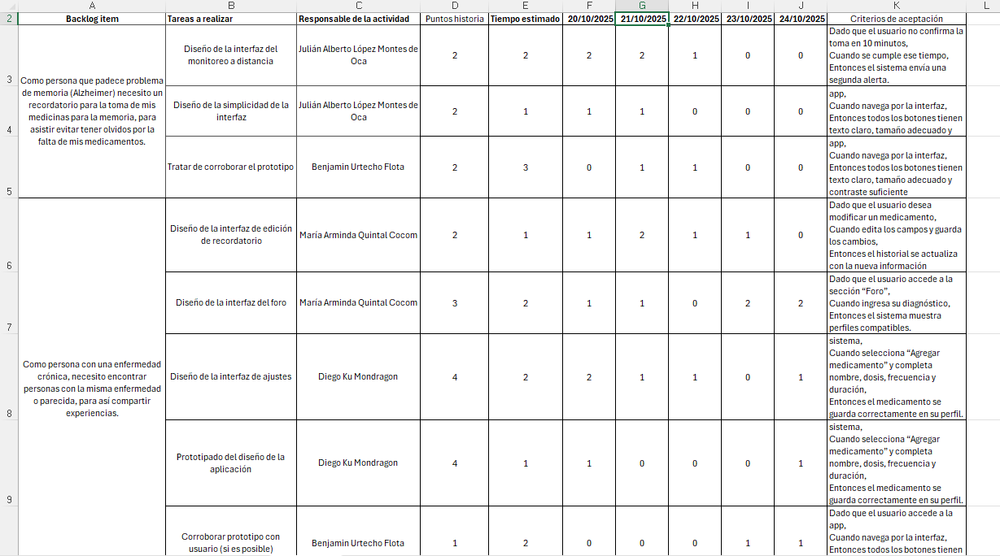 A B C D E F G H I J K L
2 Backlog item Tareas a realizar Responsable de la actividad Puntos historia Tiempo estimado 20/10/2025 21/10/2025 22/10/2025 23/10/2025 24/10/2025 Criterios de aceptación
Como persona que padece problema
de memoria (Alzheimer) necesito un
recordatorio para la toma de mis
medicinas para la memoria, para
asistir evitar tener olvidos por la
falta de mis medicamentos.
3
Diseño de la interfaz del
monitoreo a distancia
Julián Alberto López Montes de
Oca
2 2 2 2 1 0 0
Dado que el usuario no confirma la
toma en 10 minutos,
Cuando se cumple ese tiempo,
Entonces el sistema envía una
segunda alerta.
4
Diseño de la simplicidad de la
interfaz
Julián Alberto López Montes de
Oca
2 1 1 1 0 0 0
app,
Cuando navega por la interfaz,
Entonces todos los botones tienen
texto claro, tamaño adecuado y
5
Tratar de corroborar el prototipo
Benjamin Urtecho Flota
2 3 0 1 1 0 0
app,
Cuando navega por la interfaz,
Entonces todos los botones tienen
texto claro, tamaño adecuado y
contraste suficiente
Como persona con una enfermedad
crónica, necesito encontrar
personas con la misma enfermedad
o parecida, para así compartir
experiencias.
6
Diseño de la interfaz de edición
de recordatorio
María Arminda Quintal Cocom
2 1 1 2 1 1 0
Dado que el usuario desea
modificar un medicamento,
Cuando edita los campos y guarda
los cambios,
Entonces el historial se actualiza
con la nueva información
7
Diseño de la interfaz del foro
María Arminda Quintal Cocom
3 2 1 1 0 2 2
Dado que el usuario accede a la
sección “Foro”,
Cuando ingresa su diagnóstico,
Entonces el sistema muestra
perfiles compatibles.
8
Diseño de la interfaz de ajustes
Diego Ku Mondragon
4 2 2 1 1 0 1
sistema,
Cuando selecciona “Agregar
medicamento” y completa
nombre, dosis, frecuencia y
duración,
Entonces el medicamento se
guarda correctamente en su perfil.
9
Prototipado del diseño de la
aplicación
Diego Ku Mondragon
4 1 1 0 0 0 1
sistema,
Cuando selecciona “Agregar
medicamento” y completa
nombre, dosis, frecuencia y
duración,
Entonces el medicamento se
guarda correctamente en su perfil.
Corroborar prototipo con
usuario (si es posible)
Benjamin Urtecho Flota
1 2 0 0 0 1 1
Dado que el usuario accede a la
app,
Cuando navega por la interfaz,
Entonces todos los botones tienen